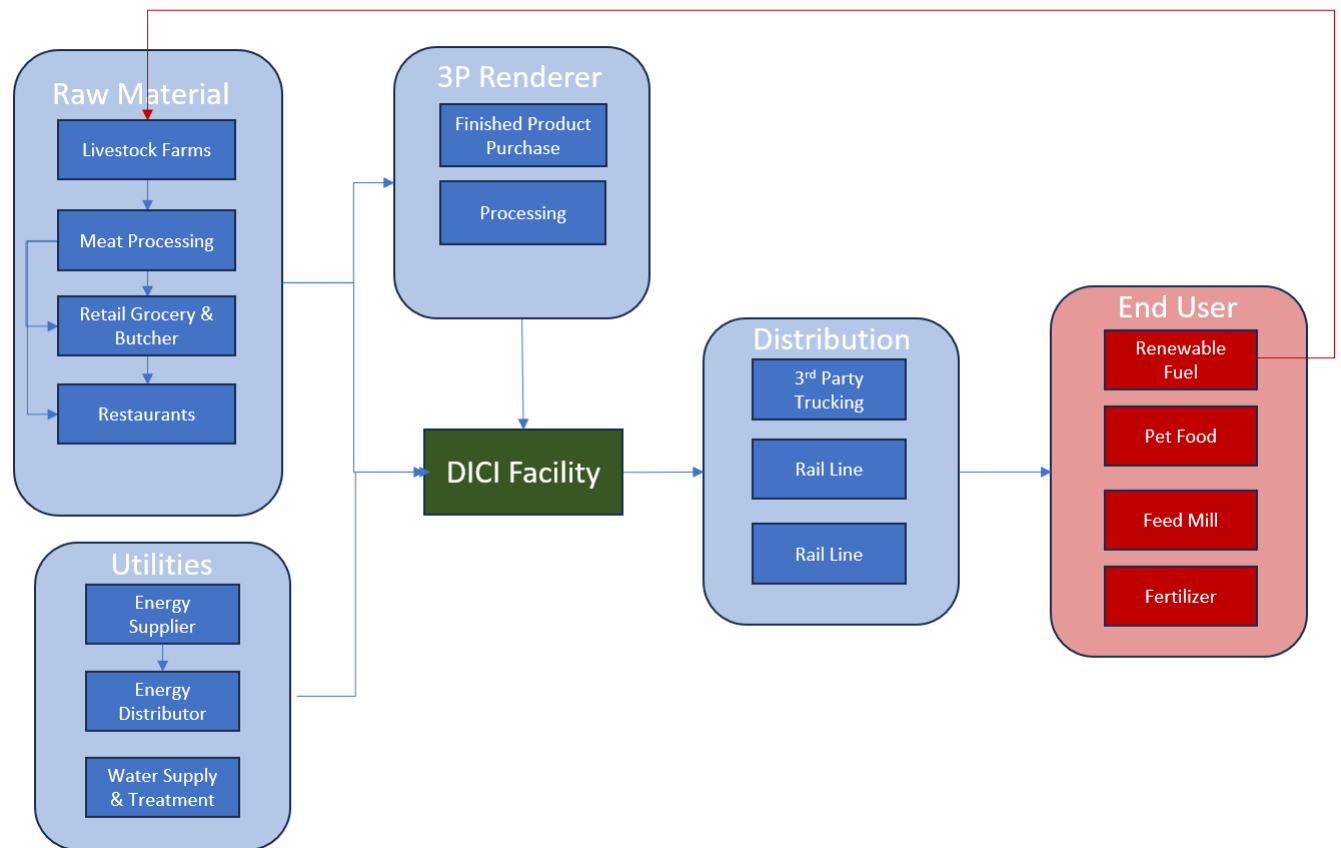 Raw Material
Livestock Farms
Meat Processing
Retail Grocery &
Butcher
Restaurants
Utilities
Energy
Supplier
Energy
Distributor
Water Supply
& Treatment
3P Renderer
Finished Product
Purchase
Processing
DICI Facility
Distribution
3rd Party
Trucking
Rail Line
Rail Line
End User
Renewable
Fuel
Pet Food
Feed Mill
Fertilizer